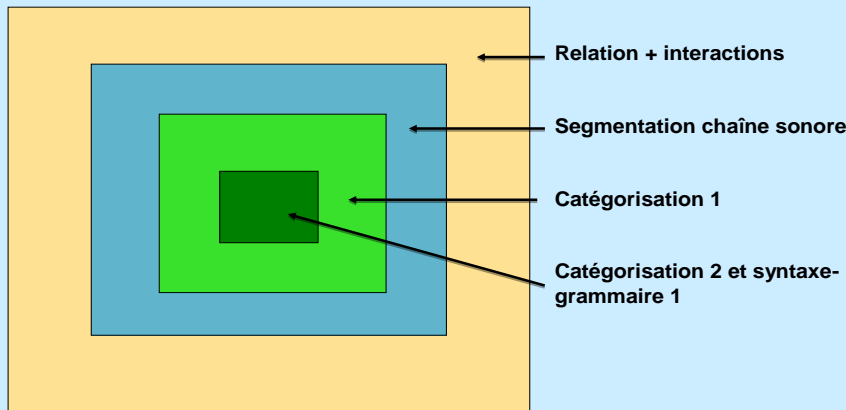 Relation + interactions
Segmentation chaîne sonore
Catégorisation 1
Catégorisation 2 et syntaxe-
grammaire 1